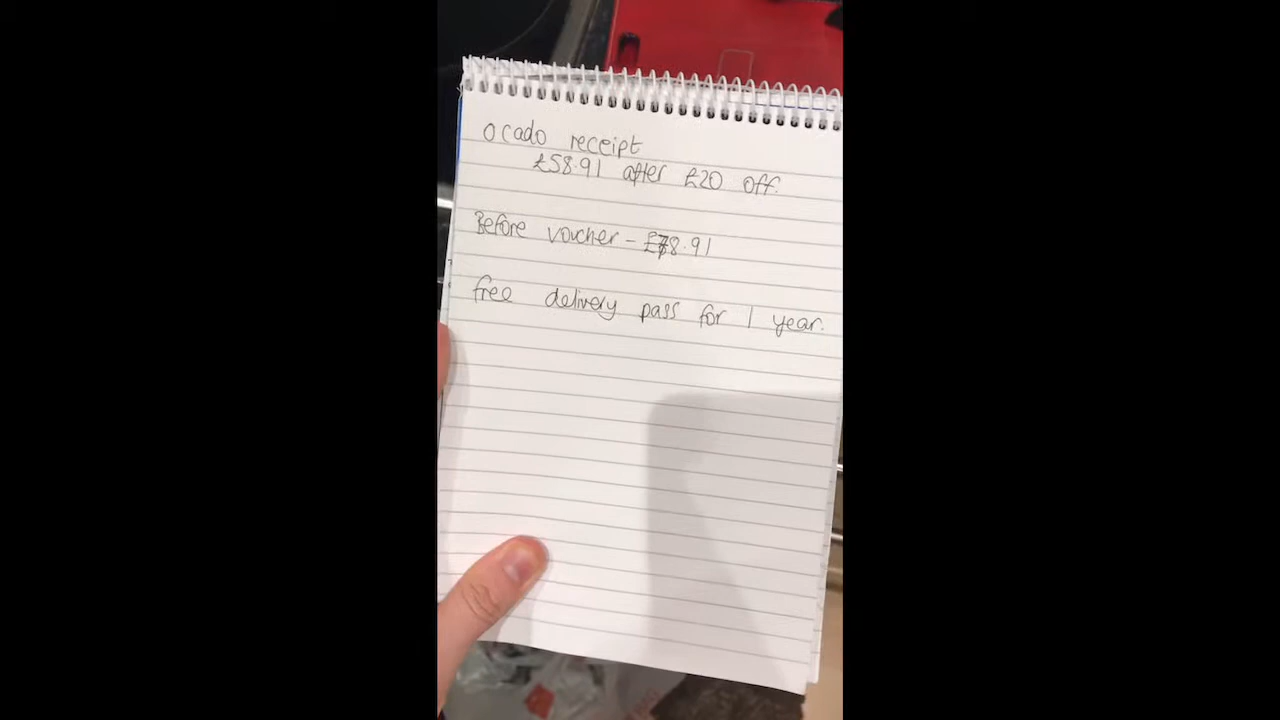 ocado receipt
£58.91 after £20 off.
Before voucher - £78.91
free delivery pass for 1 year.